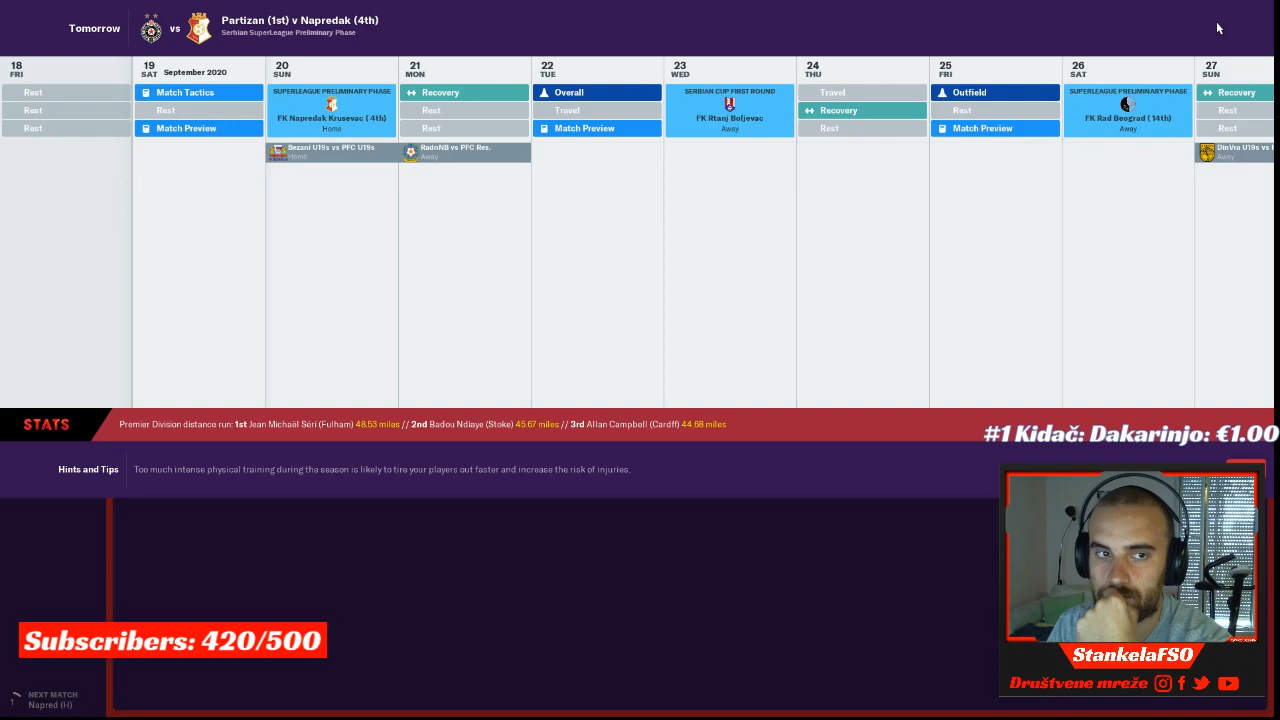 Tomorrow
vs
Partizan (1st) v Napredak (4th)
Serbian SuperLeague Preliminary Phase
18
FRI
19
SAT September 2020
20
SUN
21
MON
22
TUE
23
WED
24
THU
25
FRI
26
SAT
27
SUN
Rest
Rest
Rest
Match Tactics
Rest
Match Preview
SUPERLEAGUE PRELIMINARY PHASE
FK Napredak Krusevac ( 4th)
Home
Bezani U19s vs PFC U19s
Home
Recovery
Rest
Rest
RadnNB vs PFC Res.
Away
Overall
Travel
Match Preview
SERBIAN CUP FIRST ROUND
FK Rtanj Boljevac
Away
Travel
Recovery
Rest
Outfield
Rest
Match Preview
SUPERLEAGUE PRELIMINARY PHASE
FK Rad Beograd ( 14th)
Away
Recovery
Rest
Rest
DinVra U19s vs
Away
STATS
Premier Division distance run: 1st Jean Michaël Séri (Fulham) 48.53 miles // 2nd Badou Ndiaye (Stoke) 45.67 miles // 3rd Allan Campbell (Cardiff) 44.68 miles
#1 Kidač: Dakarinjo: €1.00
Hints and Tips
Too much intense physical training during the season is likely to tire your players out faster and increase the risk of injuries.
Subscribers: 420/500
StankelaFSO
Društvene mreže
1
NEXT MATCH
Napred (H)